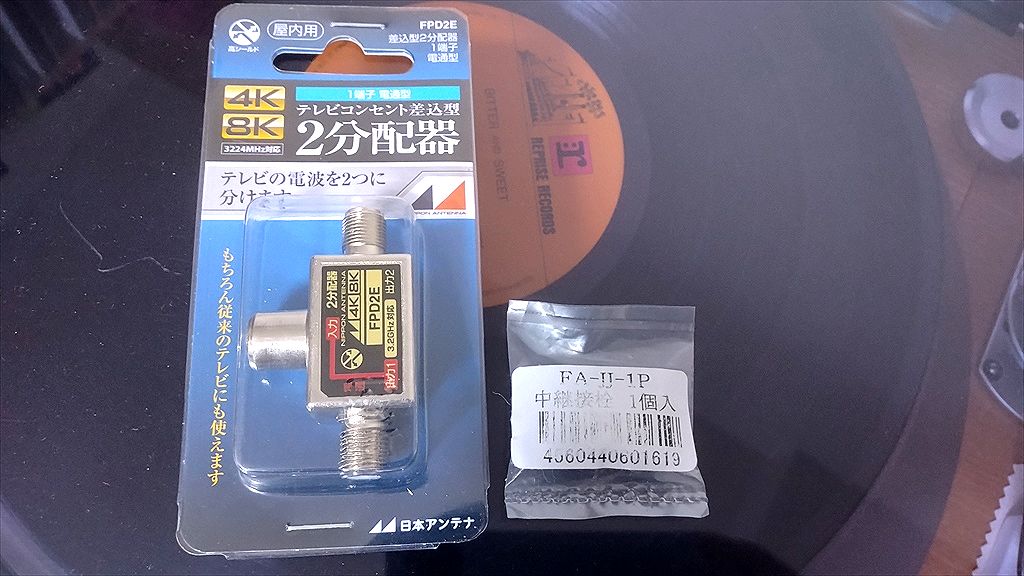 高シールド
屋内用
FPD2E
差込型2分配器
1端子
電通型
1端子 電通型
4K
8K
3224MHz対応
テレビコンセント差込型
2分配器
テレビの電波を2つに
分けます
NIPPON ANTENNA
もちろん従来のテレビにも使えます
入力
2分配器
NIPPON ANTENNA
4K 8K
FPD2E
3.2GHz対応
出力2
出力1
日本アンテナ
BITTER and SWEET
r
REPRISE RECORDS
FA-JJ-1P
中継接栓 1個入
4560440601619